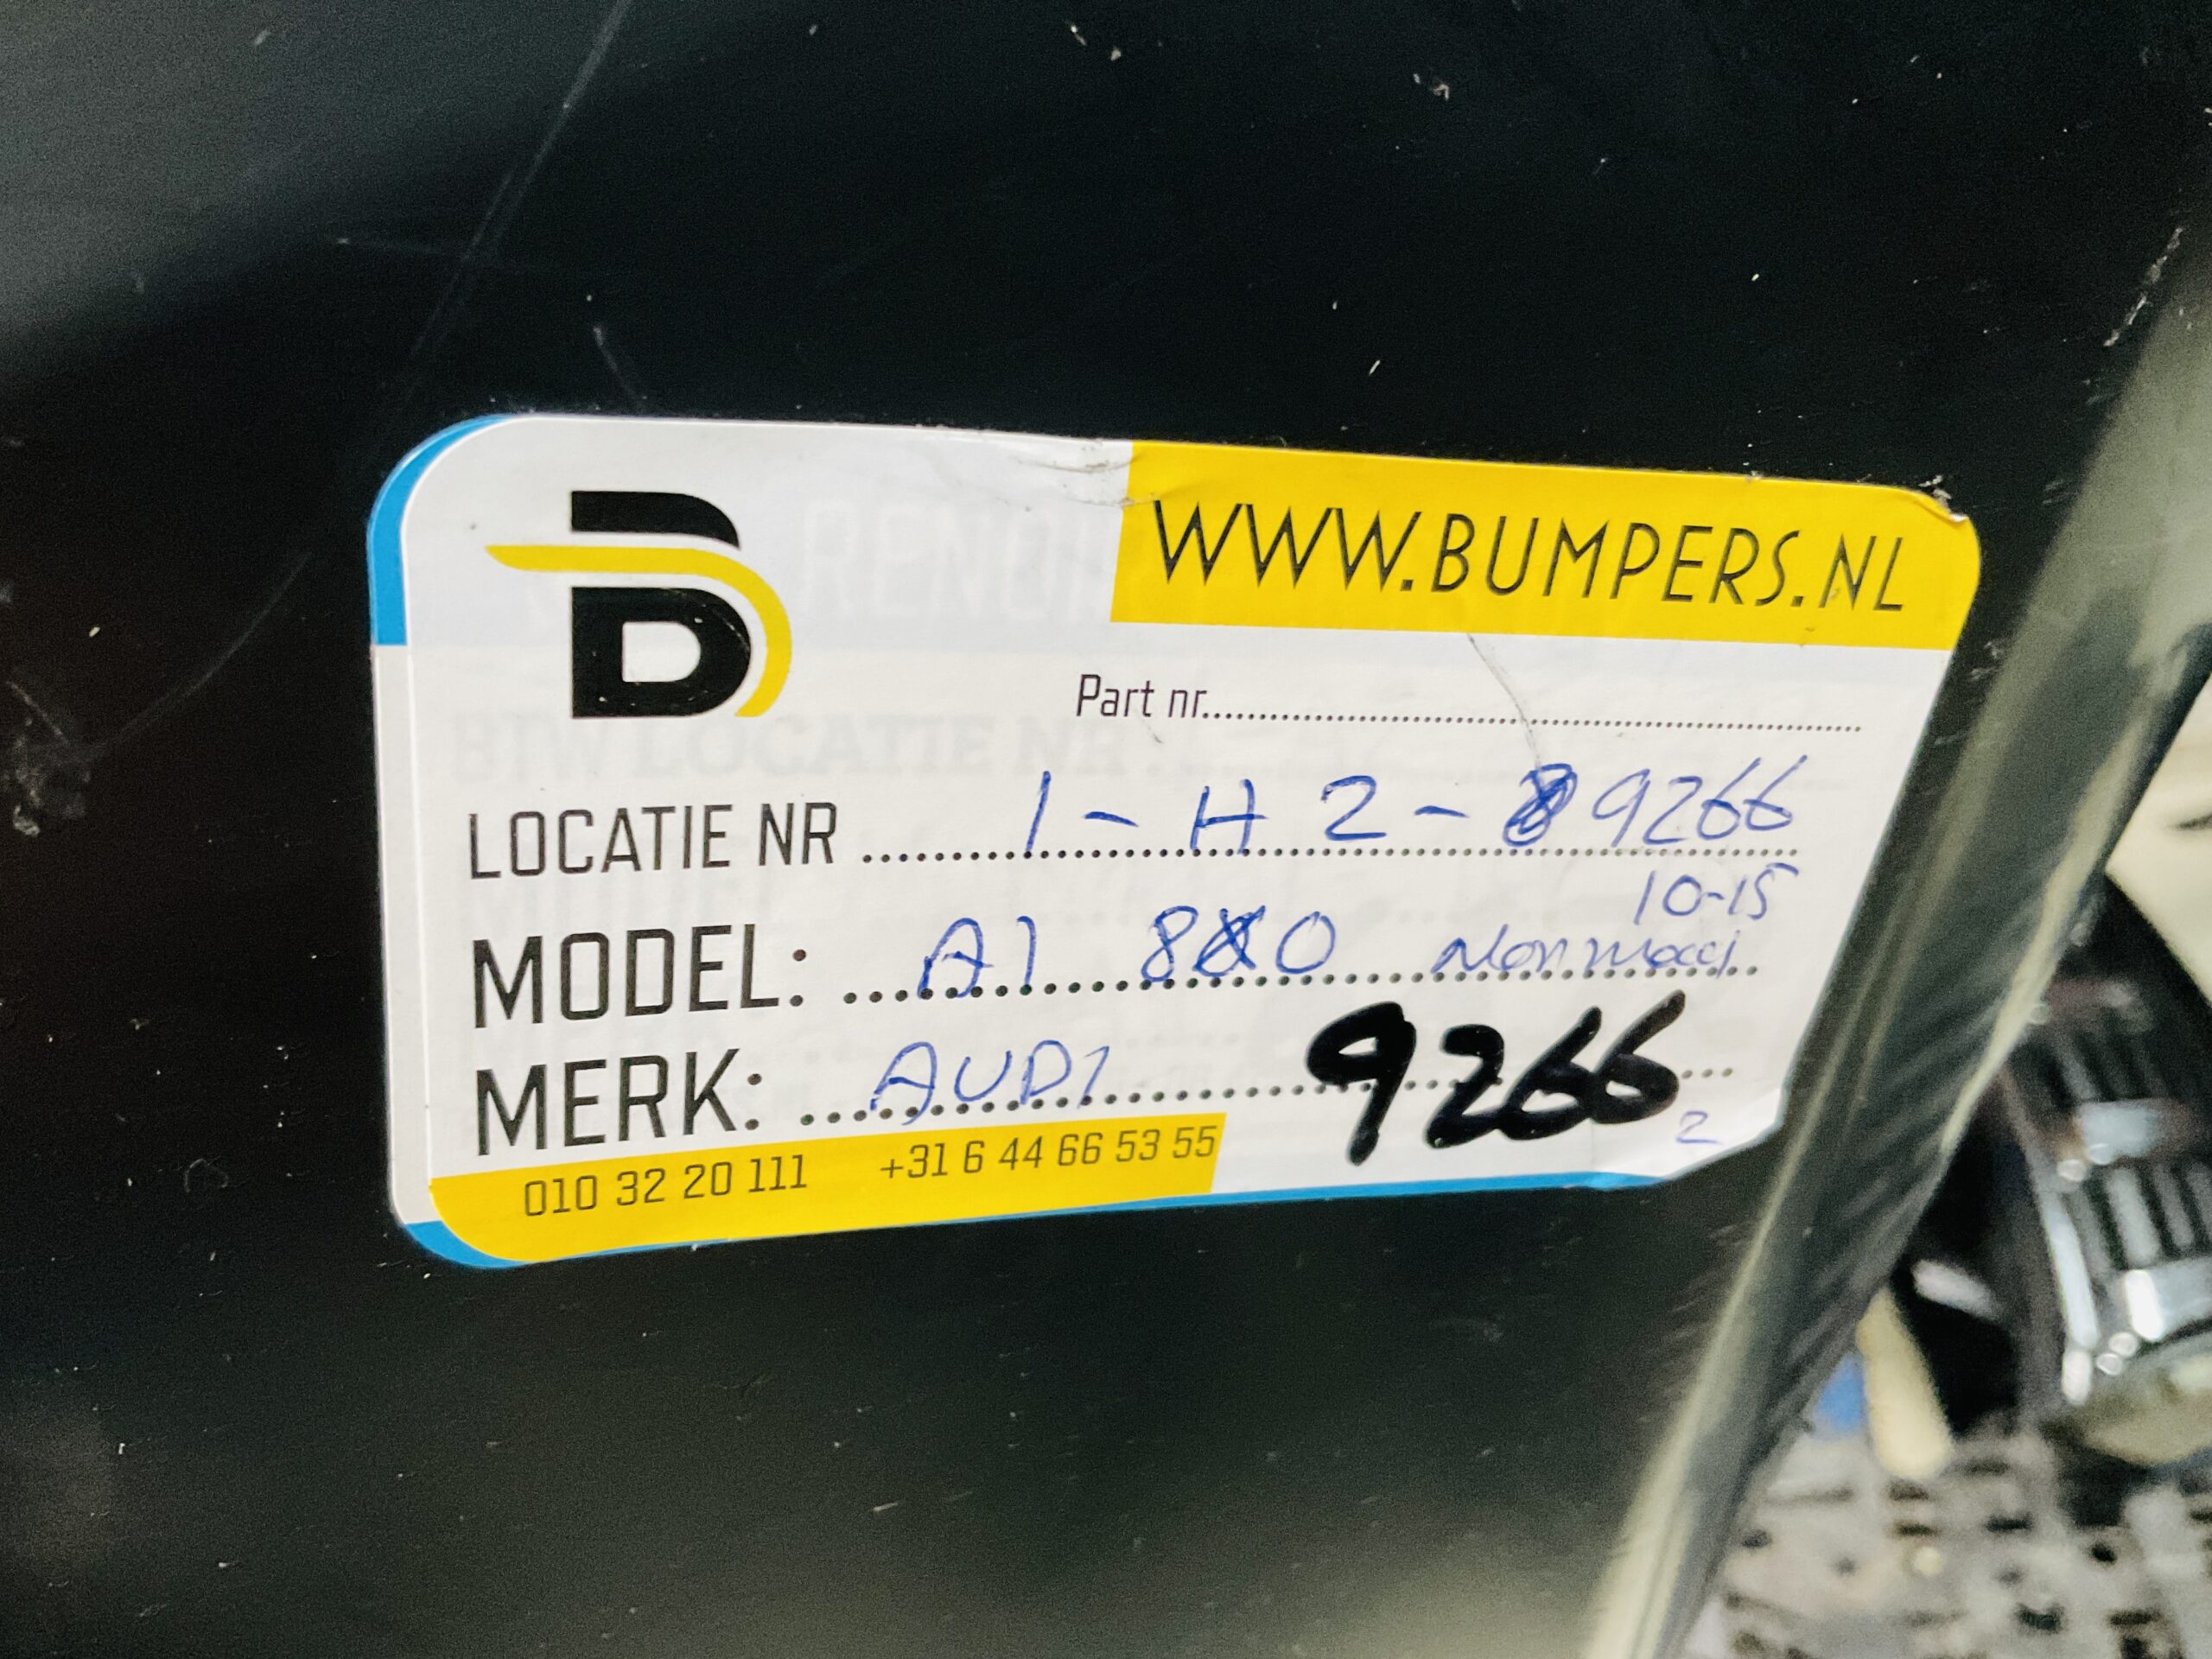 WWW.BUMPERS.NL
Part nr.
LOCATIE NR 1-H2- 9266
10-15
MODEL: A1 8X0
MERK: AUDI 9266
2
010 32 20 111 +31 6 44 66 53 55